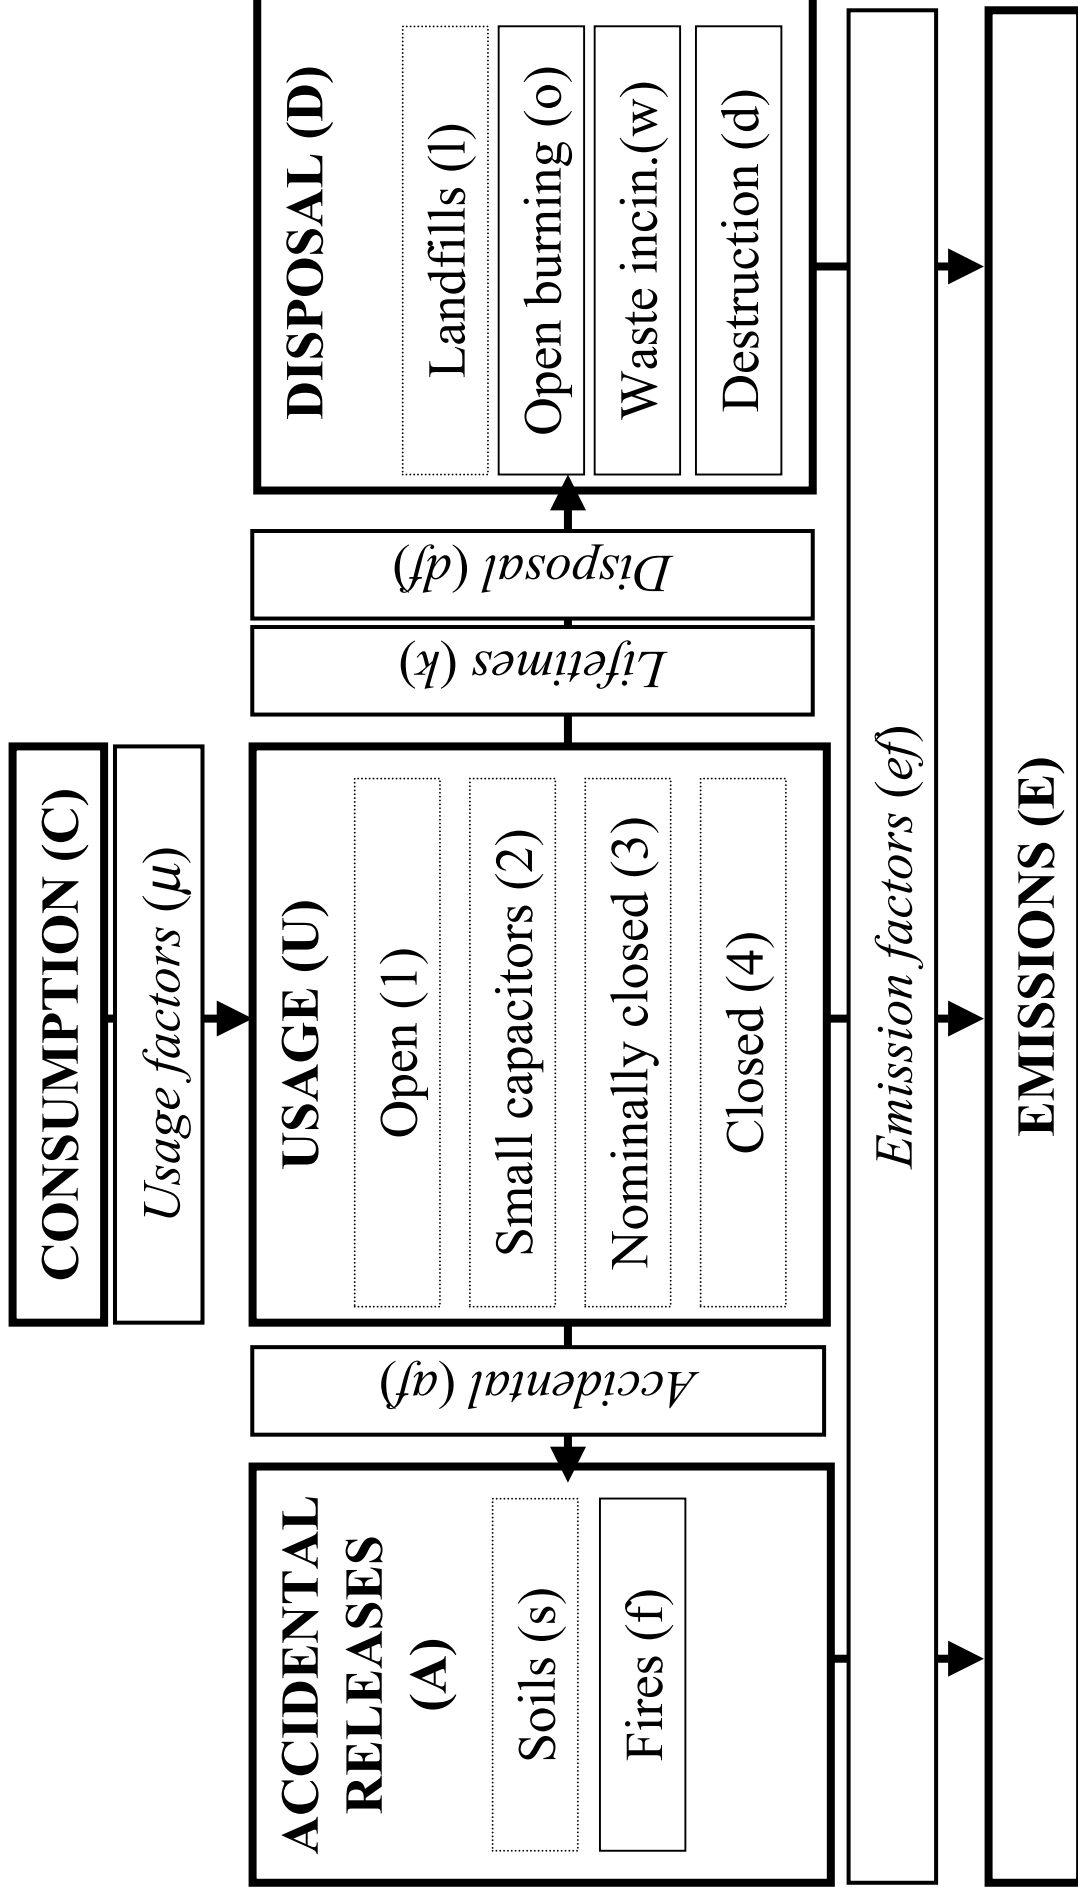 CONSUMPTION (C)
Usage factors (μ)
ACCIDENTAL
RELEASES
(A)
Soils (s)
Fires (f)
Accidental (af)
USAGE (U)
Open (1)
Small capacitors (2)
Nominally closed (3)
Closed (4)
Lifetimes (k)
Disposal (df)
DISPOSAL (D)
Landfills (l)
Open burning (o)
Waste incin.(w)
Destruction (d)
Emission factors (ef)
EMISSIONS (E)